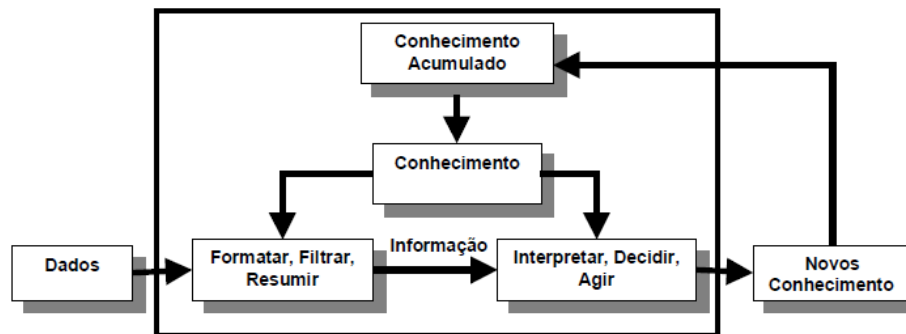 Conhecimento
Acumulado
Conhecimento
Informação
Dados
Formatar, Filtrar,
Resumir
Interpretar, Decidir,
Agir
Novos
Conhecimento